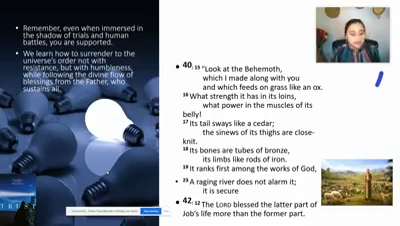 • Remember, even when immersed in
the shadow of trials and human
battles, you are supported.
• We learn how to surrender to the
universe's order not with
resistance, but with humbleness,
while following the divine flow of
blessings from the Father, who
sustains all.
TRUST
• 40:15 "Look at the Behemoth,
which I made along with you
and which feeds on grass like an ox.
16 What strength it has in its loins,
what power in the muscles of its
belly!
17 Its tail sways like a cedar;
the sinews of its thighs are close-
knit.
18 Its bones are tubes of bronze,
its limbs like rods of iron.
19 It ranks first among the works of God,
• 23 A raging river does not alarm it;
it is secure
• 42:12 The LORD blessed the latter part of
Job's life more than the former part.